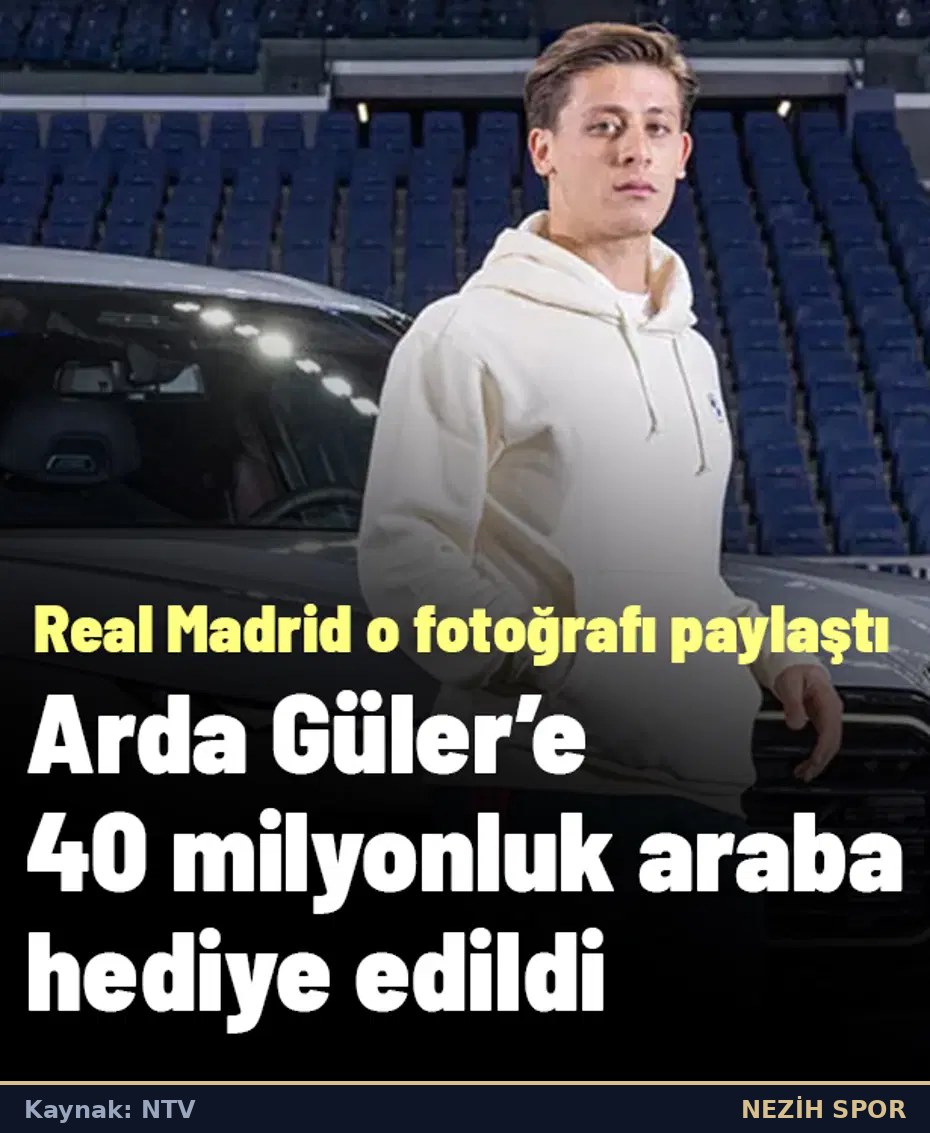 Real Madrid o fotoğrafı paylaştı
Arda Güler’e
40 milyonluk araba
hediye edildi
Kaynak: NTV
NEZİH SPOR